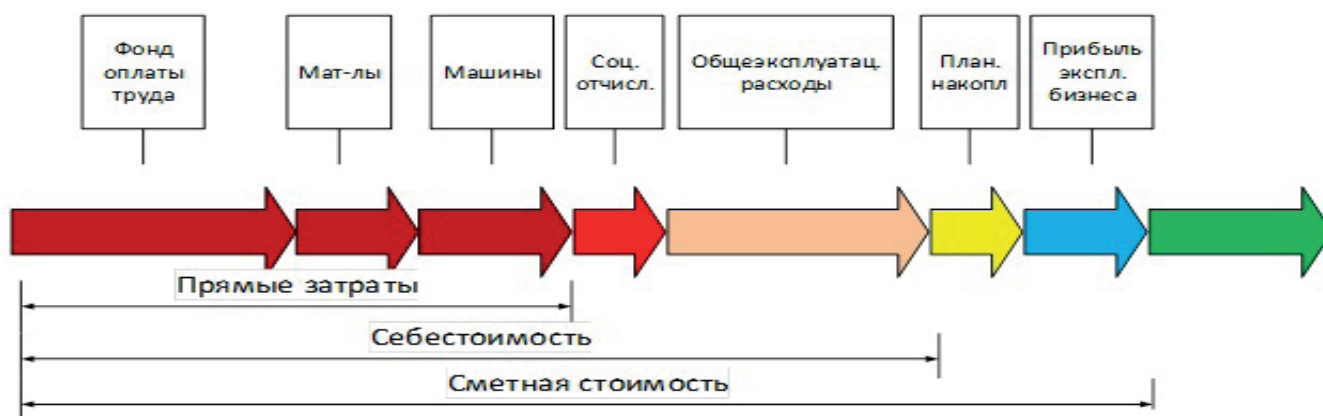 Фонд
оплаты
труда
Мат-лы
Машины
Соц.
отчисл.
Общеэксплуатац.
расходы
План.
накопл
Прибыль
экспл.
бизнеса
Прямые затраты
Себестоимость
Сметная стоимость